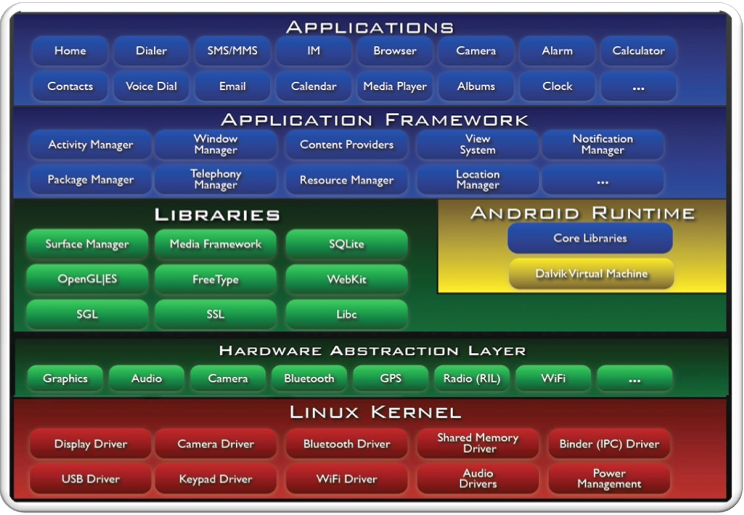 APPLICATIONS
Home Dialer SMS/MMS IM Browser Camera Alarm Calculator
Contacts Voice Dial Email Calendar Media Player Albums Clock ...
APPLICATION FRAMEWORK
Activity Manager Window Manager Content Providers View System Notification Manager
Package Manager Telephony Manager Resource Manager Location Manager ...
LIBRARIES
Surface Manager Media Framework SQLite
OpenGL|ES FreeType WebKit
SGL SSL Libc
ANDROID RUNTIME
Core Libraries
Dalvik Virtual Machine
HARDWARE ABSTRACTION LAYER
Graphics Audio Camera Bluetooth GPS Radio (RIL) WiFi ...
LINUX KERNEL
Display Driver Camera Driver Bluetooth Driver Shared Memory Driver Binder (IPC) Driver
USB Driver Keypad Driver WiFi Driver Audio Drivers Power Management